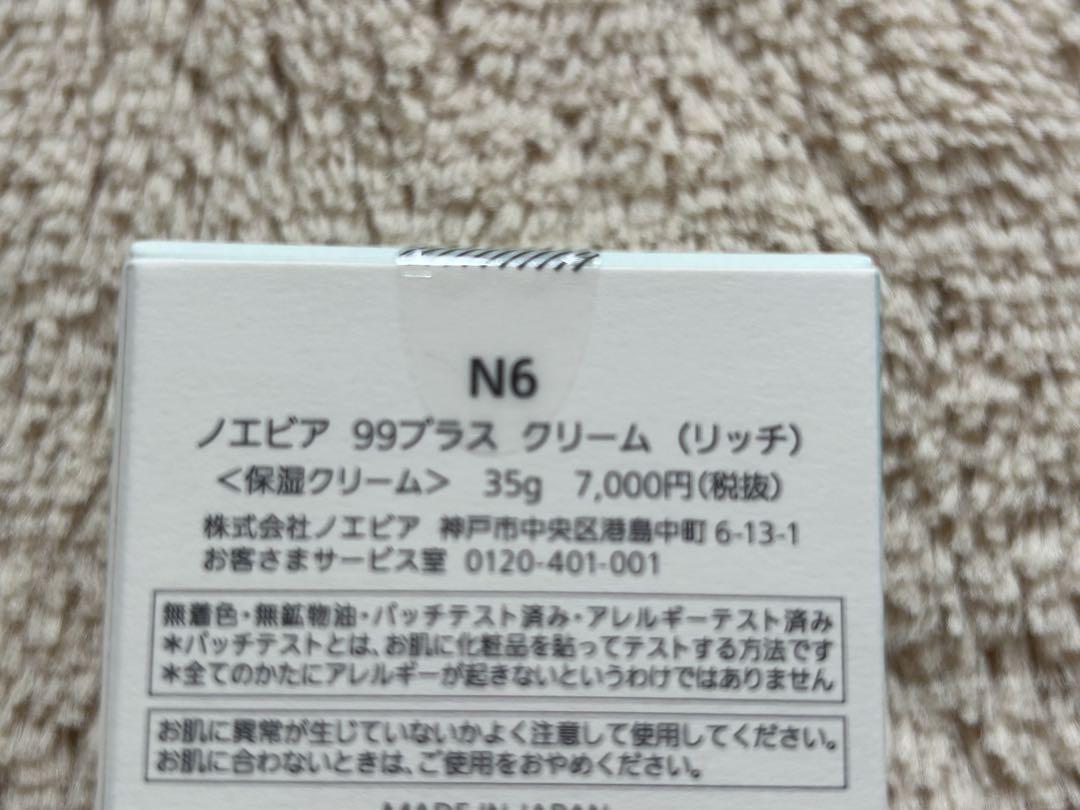 N6
ノエビア 99プラス クリーム（リッチ）
＜保湿クリーム＞ 35g 7,000円（税抜）
株式会社ノエビア 神戸市中央区港島中町 6-13-1
お客さまサービス室 0120-401-001
無着色・無鉱物油・パッチテスト済み・アレルギーテスト済み
＊パッチテストとは、お肌に化粧品を貼ってテストする方法です
＊全てのかたにアレルギーが起きないというわけではありません
お肌に異常が生じていないかよく注意して使用してください。
お肌に合わないときは、ご使用をおやめください。
MADE IN JAPAN